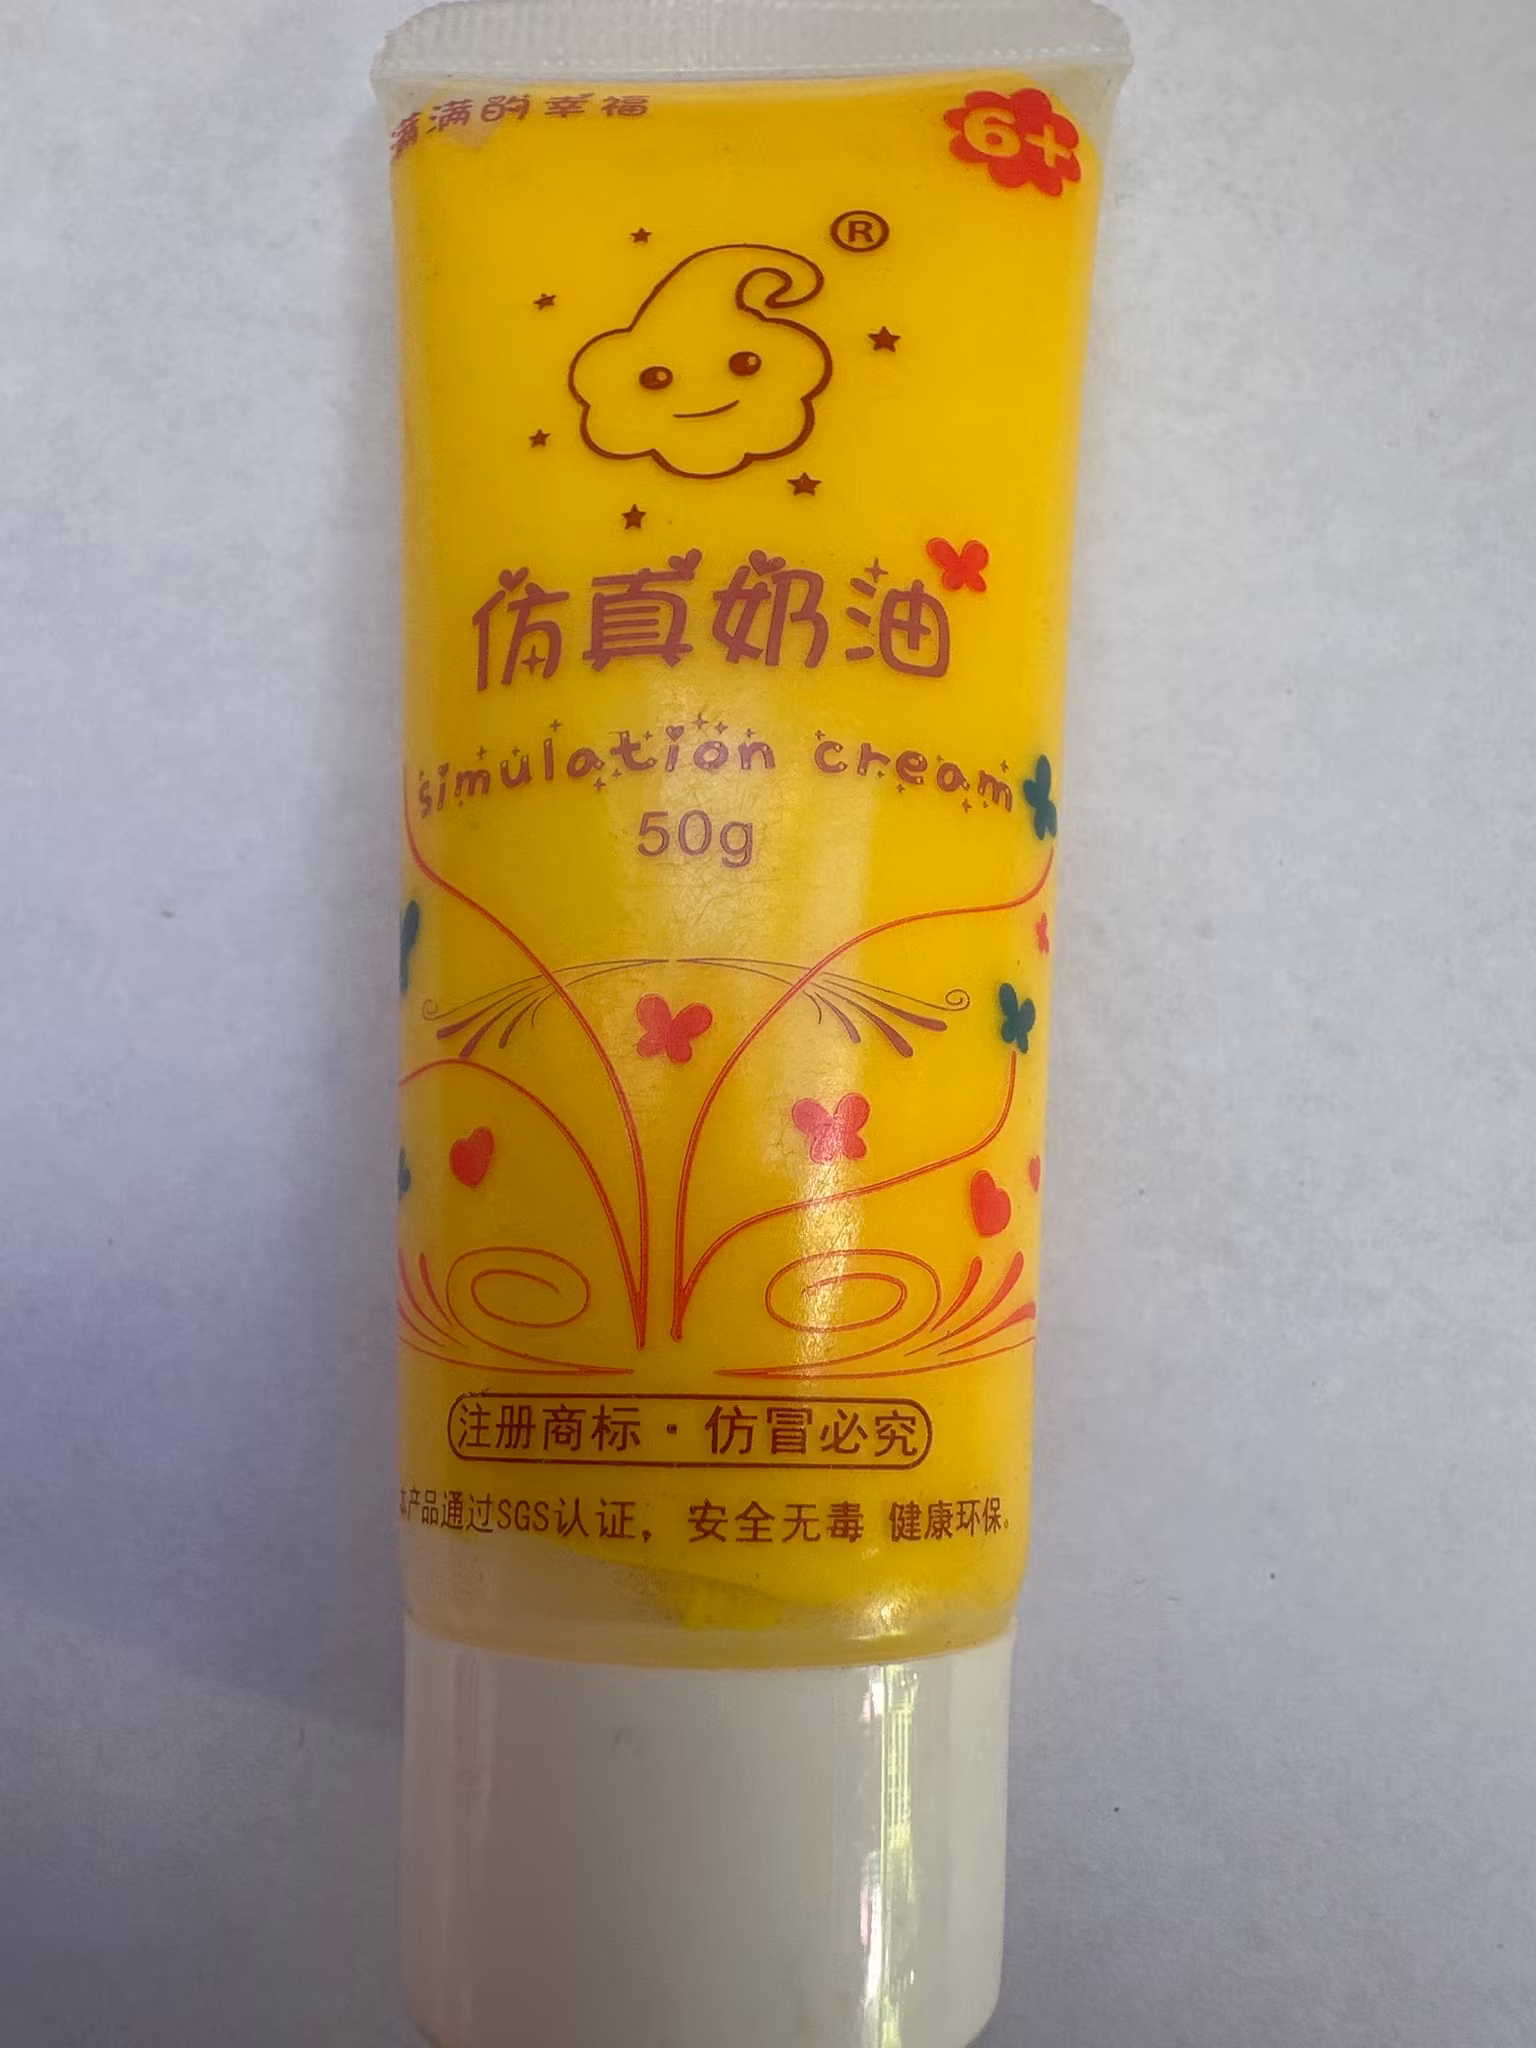 满满的幸福
6+
®
仿真奶油
simulation cream
50g
注册商标·仿冒必究
本产品通过SGS认证，安全无毒 健康环保。